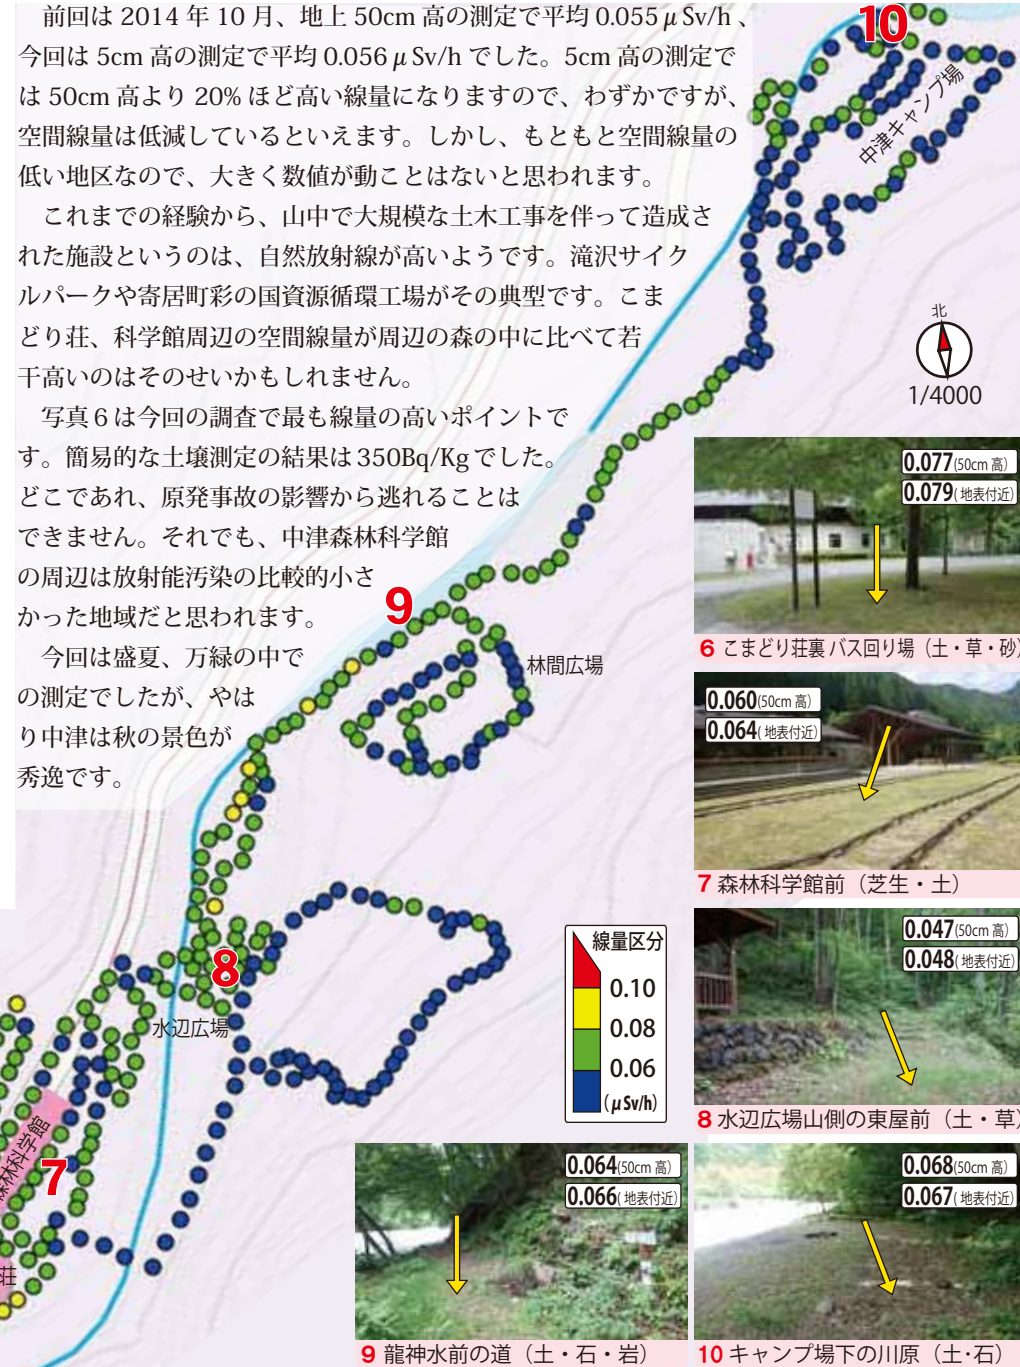 前回は 2014 年 10 月、地上 50cm 高の測定で平均 0.055 μ Sv/h 、
今回は 5cm 高の測定で平均 0.056 μ Sv/h でした。5cm 高の測定で
は 50cm 高より 20% ほど高い線量になりますので、わずかですが、
空間線量は低減しているといえます。しかし、もともと空間線量の
低い地区なので、大きく数値が動ことはないと思われます。
これまでの経験から、山中で大規模な土木工事を伴って造成さ
れた施設というのは、自然放射線が高いようです。滝沢サイク
ルパークや寄居町彩の国資源循環工場がその典型です。こま
どり荘、科学館周辺の空間線量が周辺の森の中に比べて若
干高いのはそのせいかもしれません。
写真 6 は今回の調査で最も線量の高いポイントで
す。簡易的な土壌測定の結果は 350Bq/Kg でした。
どこであれ、原発事故の影響から逃れることは
できません。それでも、中津森林科学館
の周辺は放射能汚染の比較的小さ
かった地域だと思われます。
今回は盛夏、万緑の中で
の測定でしたが、やは
り中津は秋の景色が
秀逸です。
10
中津キャンプ場
北
1/4000
9
林間広場
8
水辺広場
7
森林科学館
荘
線量区分
0.10
0.08
0.06
(μSv/h)
0.077(50cm 高)
0.079(地表付近)
6 こまどり荘裏 バス回り場（土・草・砂）
0.060(50cm 高)
0.064(地表付近)
7 森林科学館前（芝生・土）
0.047(50cm 高)
0.048(地表付近)
8 水辺広場山側の東屋前（土・草）
0.064(50cm 高)
0.066(地表付近)
9 龍神水前の道（土・石・岩）
0.068(50cm 高)
0.067(地表付近)
10 キャンプ場下の川原（土・石）